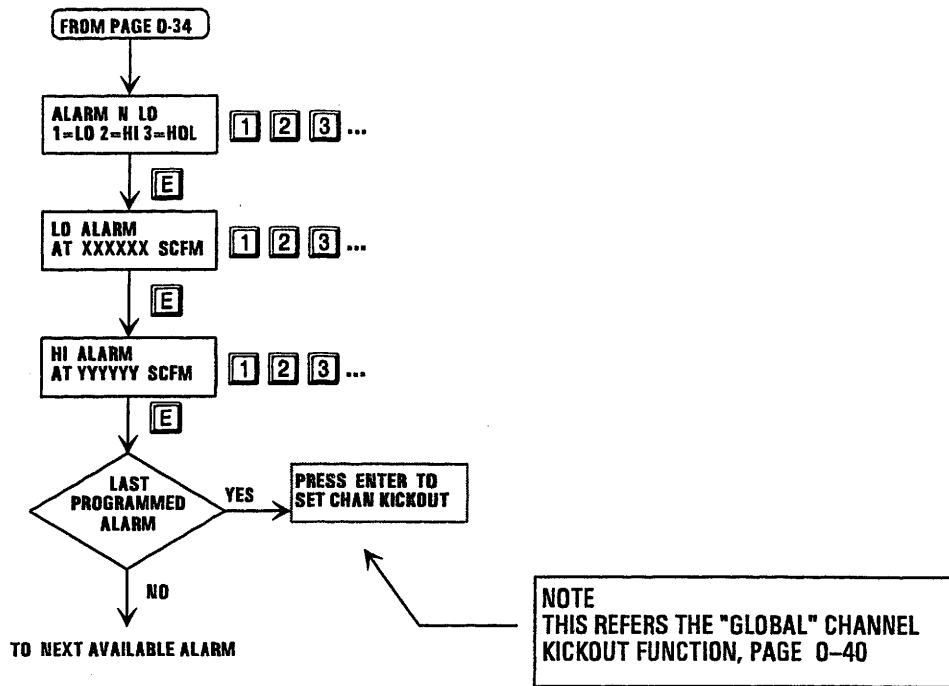 FROM PAGE 0-34
ALARM N LO
1=LO 2=HI 3=HOL
1 2 3 ...
E
LO ALARM
AT XXXXXX SCFM
1 2 3 ...
E
HI ALARM
AT YYYYYY SCFM
1 2 3 ...
E
LAST
PROGRAMMED
ALARM
YES
PRESS ENTER TO
SET CHAN KICKOUT
NO
TO NEXT AVAILABLE ALARM
NOTE
THIS REFERS THE "GLOBAL" CHANNEL
KICKOUT FUNCTION, PAGE 0–40